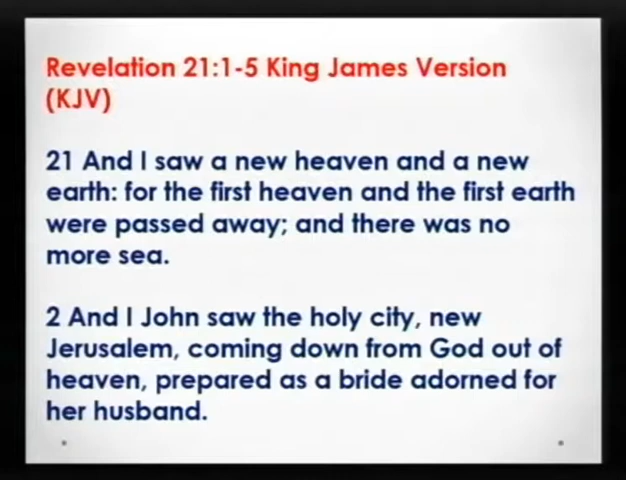 Revelation 21:1-5 King James Version
(KJV)
21 And I saw a new heaven and a new
earth: for the first heaven and the first earth
were passed away; and there was no
more sea.
2 And I John saw the holy city, new
Jerusalem, coming down from God out of
heaven, prepared as a bride adorned for
her husband.